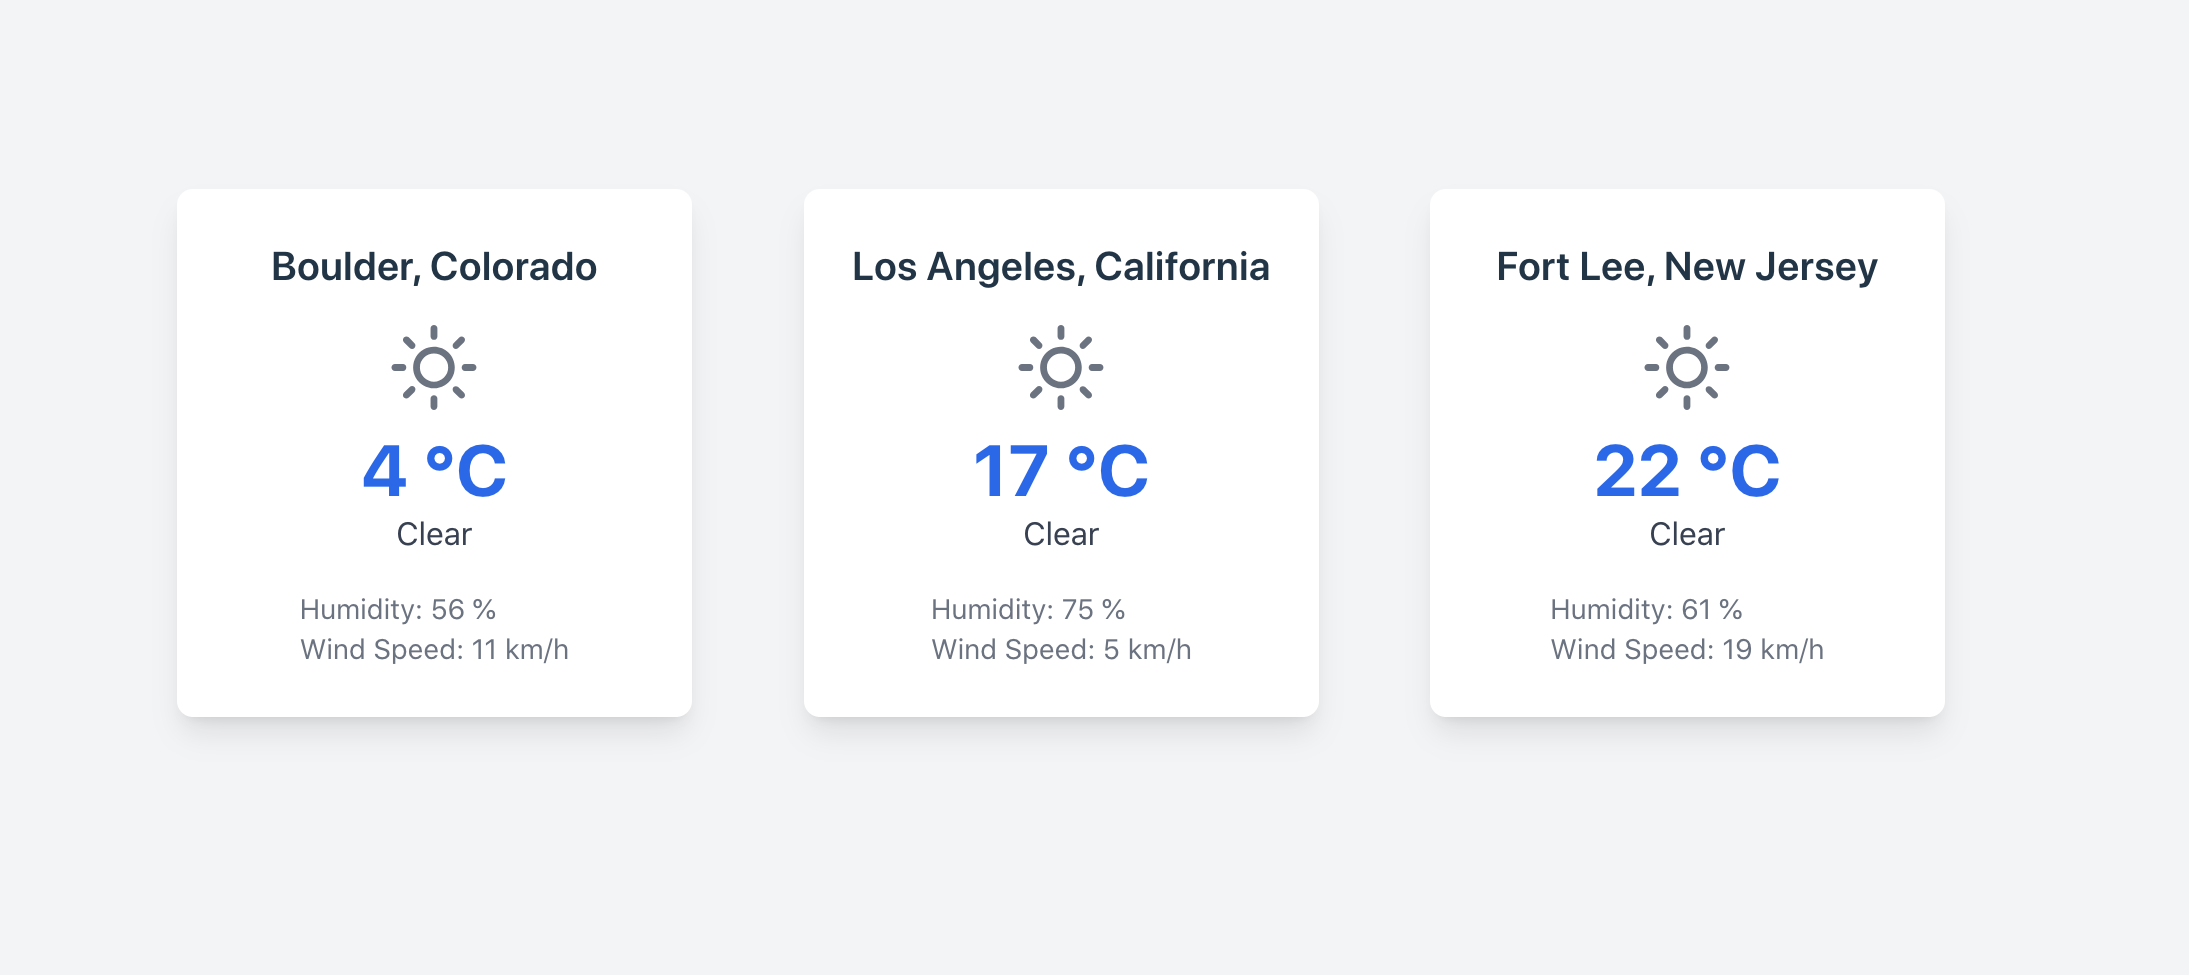 Boulder, Colorado
4 °C
Clear
Humidity: 56 %
Wind Speed: 11 km/h
Los Angeles, California
17 °C
Clear
Humidity: 75 %
Wind Speed: 5 km/h
Fort Lee, New Jersey
22 °C
Clear
Humidity: 61 %
Wind Speed: 19 km/h